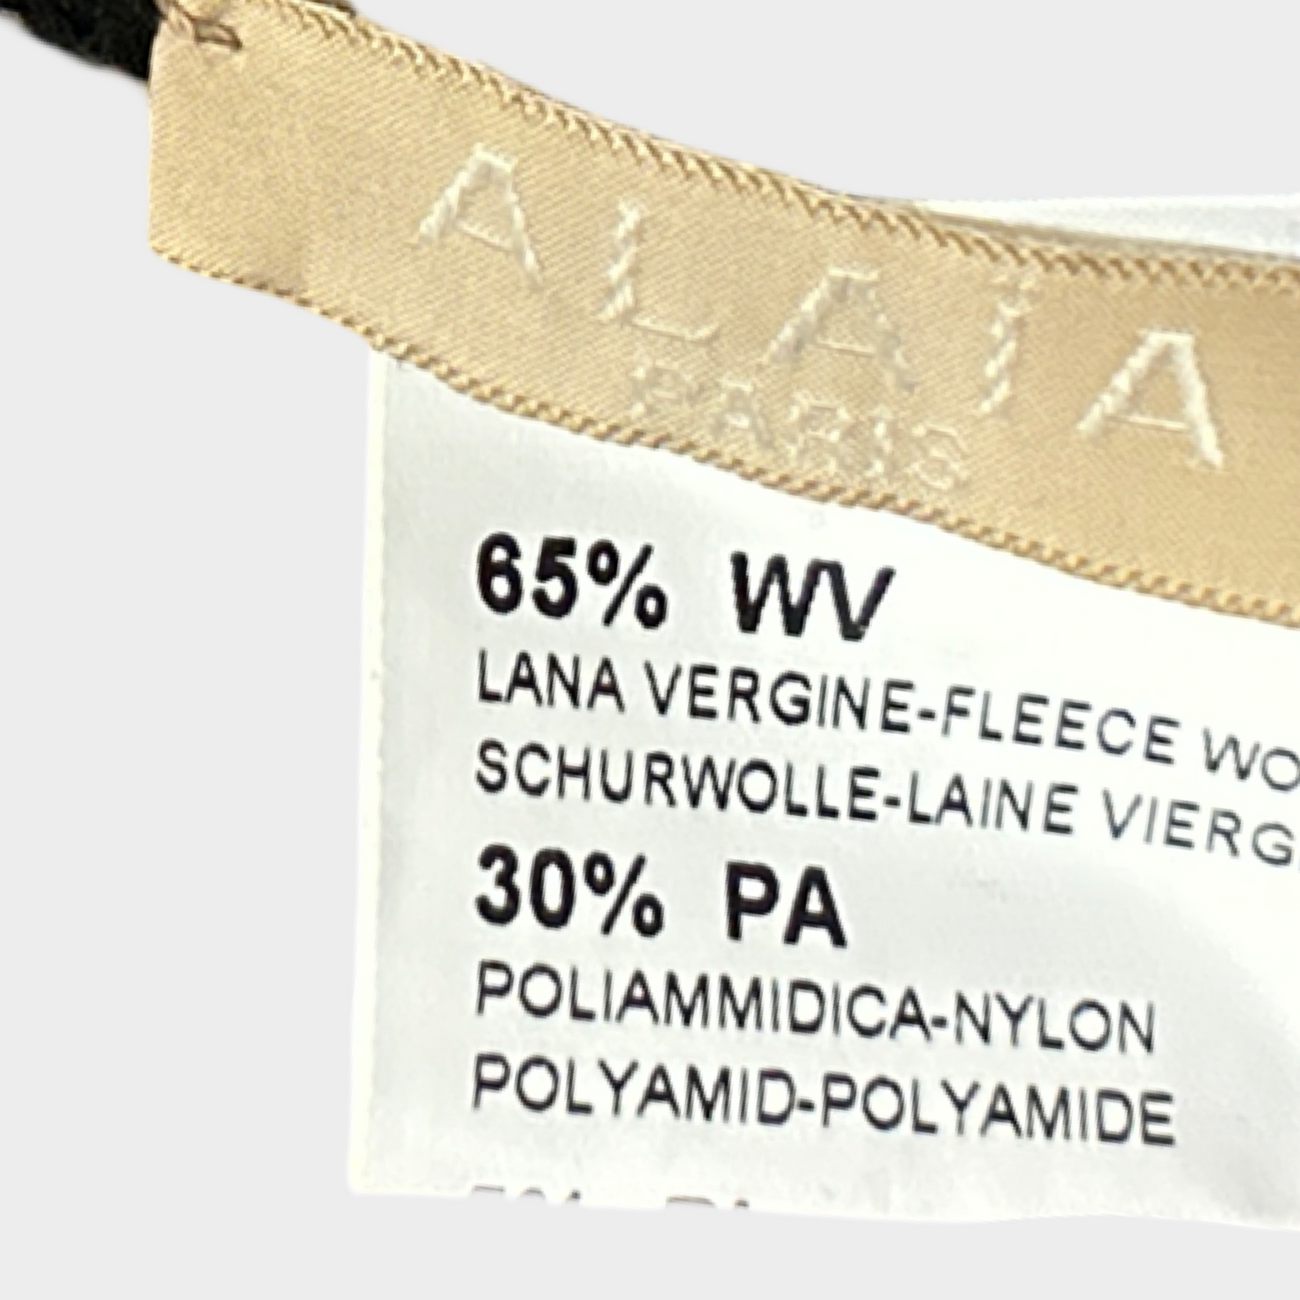 ALAÏA
PARIS
65% WV
LANA VERGINE-FLEECE WO
SCHURWOLLE-LAINE VIERG
30% PA
POLIAMMIDICA-NYLON
POLYAMID-POLYAMIDE